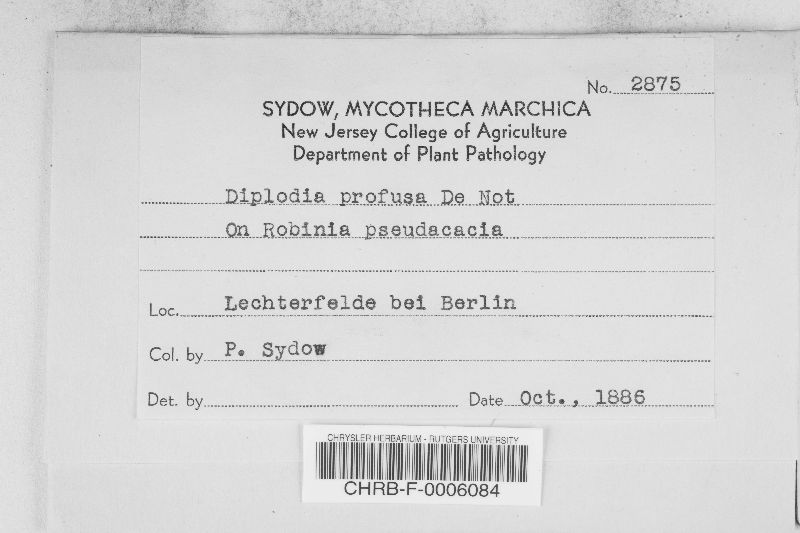 No. 2875
SYDOW, MYCOTHECA MARCHICA
New Jersey College of Agriculture
Department of Plant Pathology
Diplodia profusa De Not
On Robinia pseudacacia
Loc. Lechterfelde bei Berlin
Col. by P. Sydow
Det. by
Date Oct., 1886
CHRYSLER HERBARIUM - RUTGERS UNIVERSITY
CHRB-F-0006084